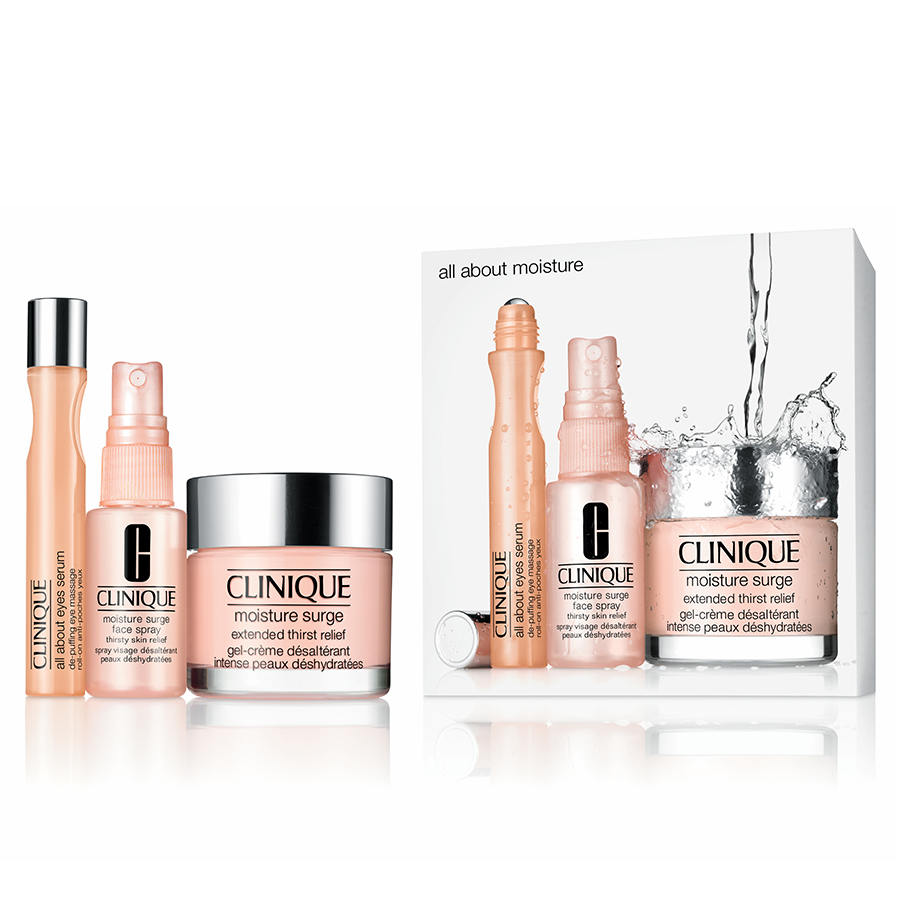 CLINIQUE
all about eyes serum
de-puffing eye massage
roll-on anti-poches yeux
C
CLINIQUE
moisture surge
face spray
thirsty skin relief
spray visage désaltérant
peaux déshydratées
CLINIQUE
moisture surge
extended thirst relief
gel-crème désaltérant
intense peaux déshydratées
all about moisture
CLINIQUE
all about eyes serum
de-puffing eye massage
roll-on anti-poches yeux
C
CLINIQUE
moisture surge
face spray
thirsty skin relief
spray visage désaltérant
peaux déshydratées
CLINIQUE
moisture surge
extended thirst relief
gel-crème désaltérant
intense peaux déshydratées